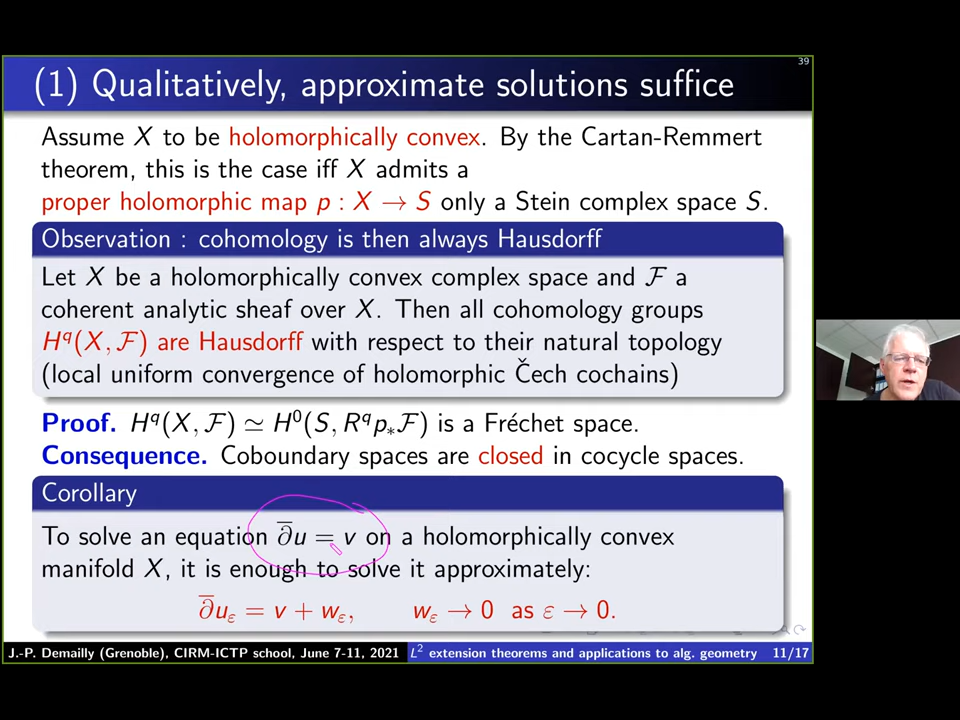 39
(1) Qualitatively, approximate solutions suffice
Assume X to be holomorphically convex. By the Cartan-Remmert
theorem, this is the case iff X admits a
proper holomorphic map p : X → S only a Stein complex space S.
Observation : cohomology is then always Hausdorff
Let X be a holomorphically convex complex space and ℱ a
coherent analytic sheaf over X. Then all cohomology groups
H^q(X, ℱ) are Hausdorff with respect to their natural topology
(local uniform convergence of holomorphic Čech cochains)
Proof. H^q(X, ℱ) ≃ H^0(S, R^q p_*ℱ) is a Fréchet space.
Consequence. Coboundary spaces are closed in cocycle spaces.
Corollary
To solve an equation ∂̄u = v on a holomorphically convex
manifold X, it is enough to solve it approximately:
∂̄u_ε = v + w_ε, w_ε → 0 as ε → 0.
J.-P. Demailly (Grenoble), CIRM-ICTP school, June 7-11, 2021 L² extension theorems and applications to alg. geometry 11/17